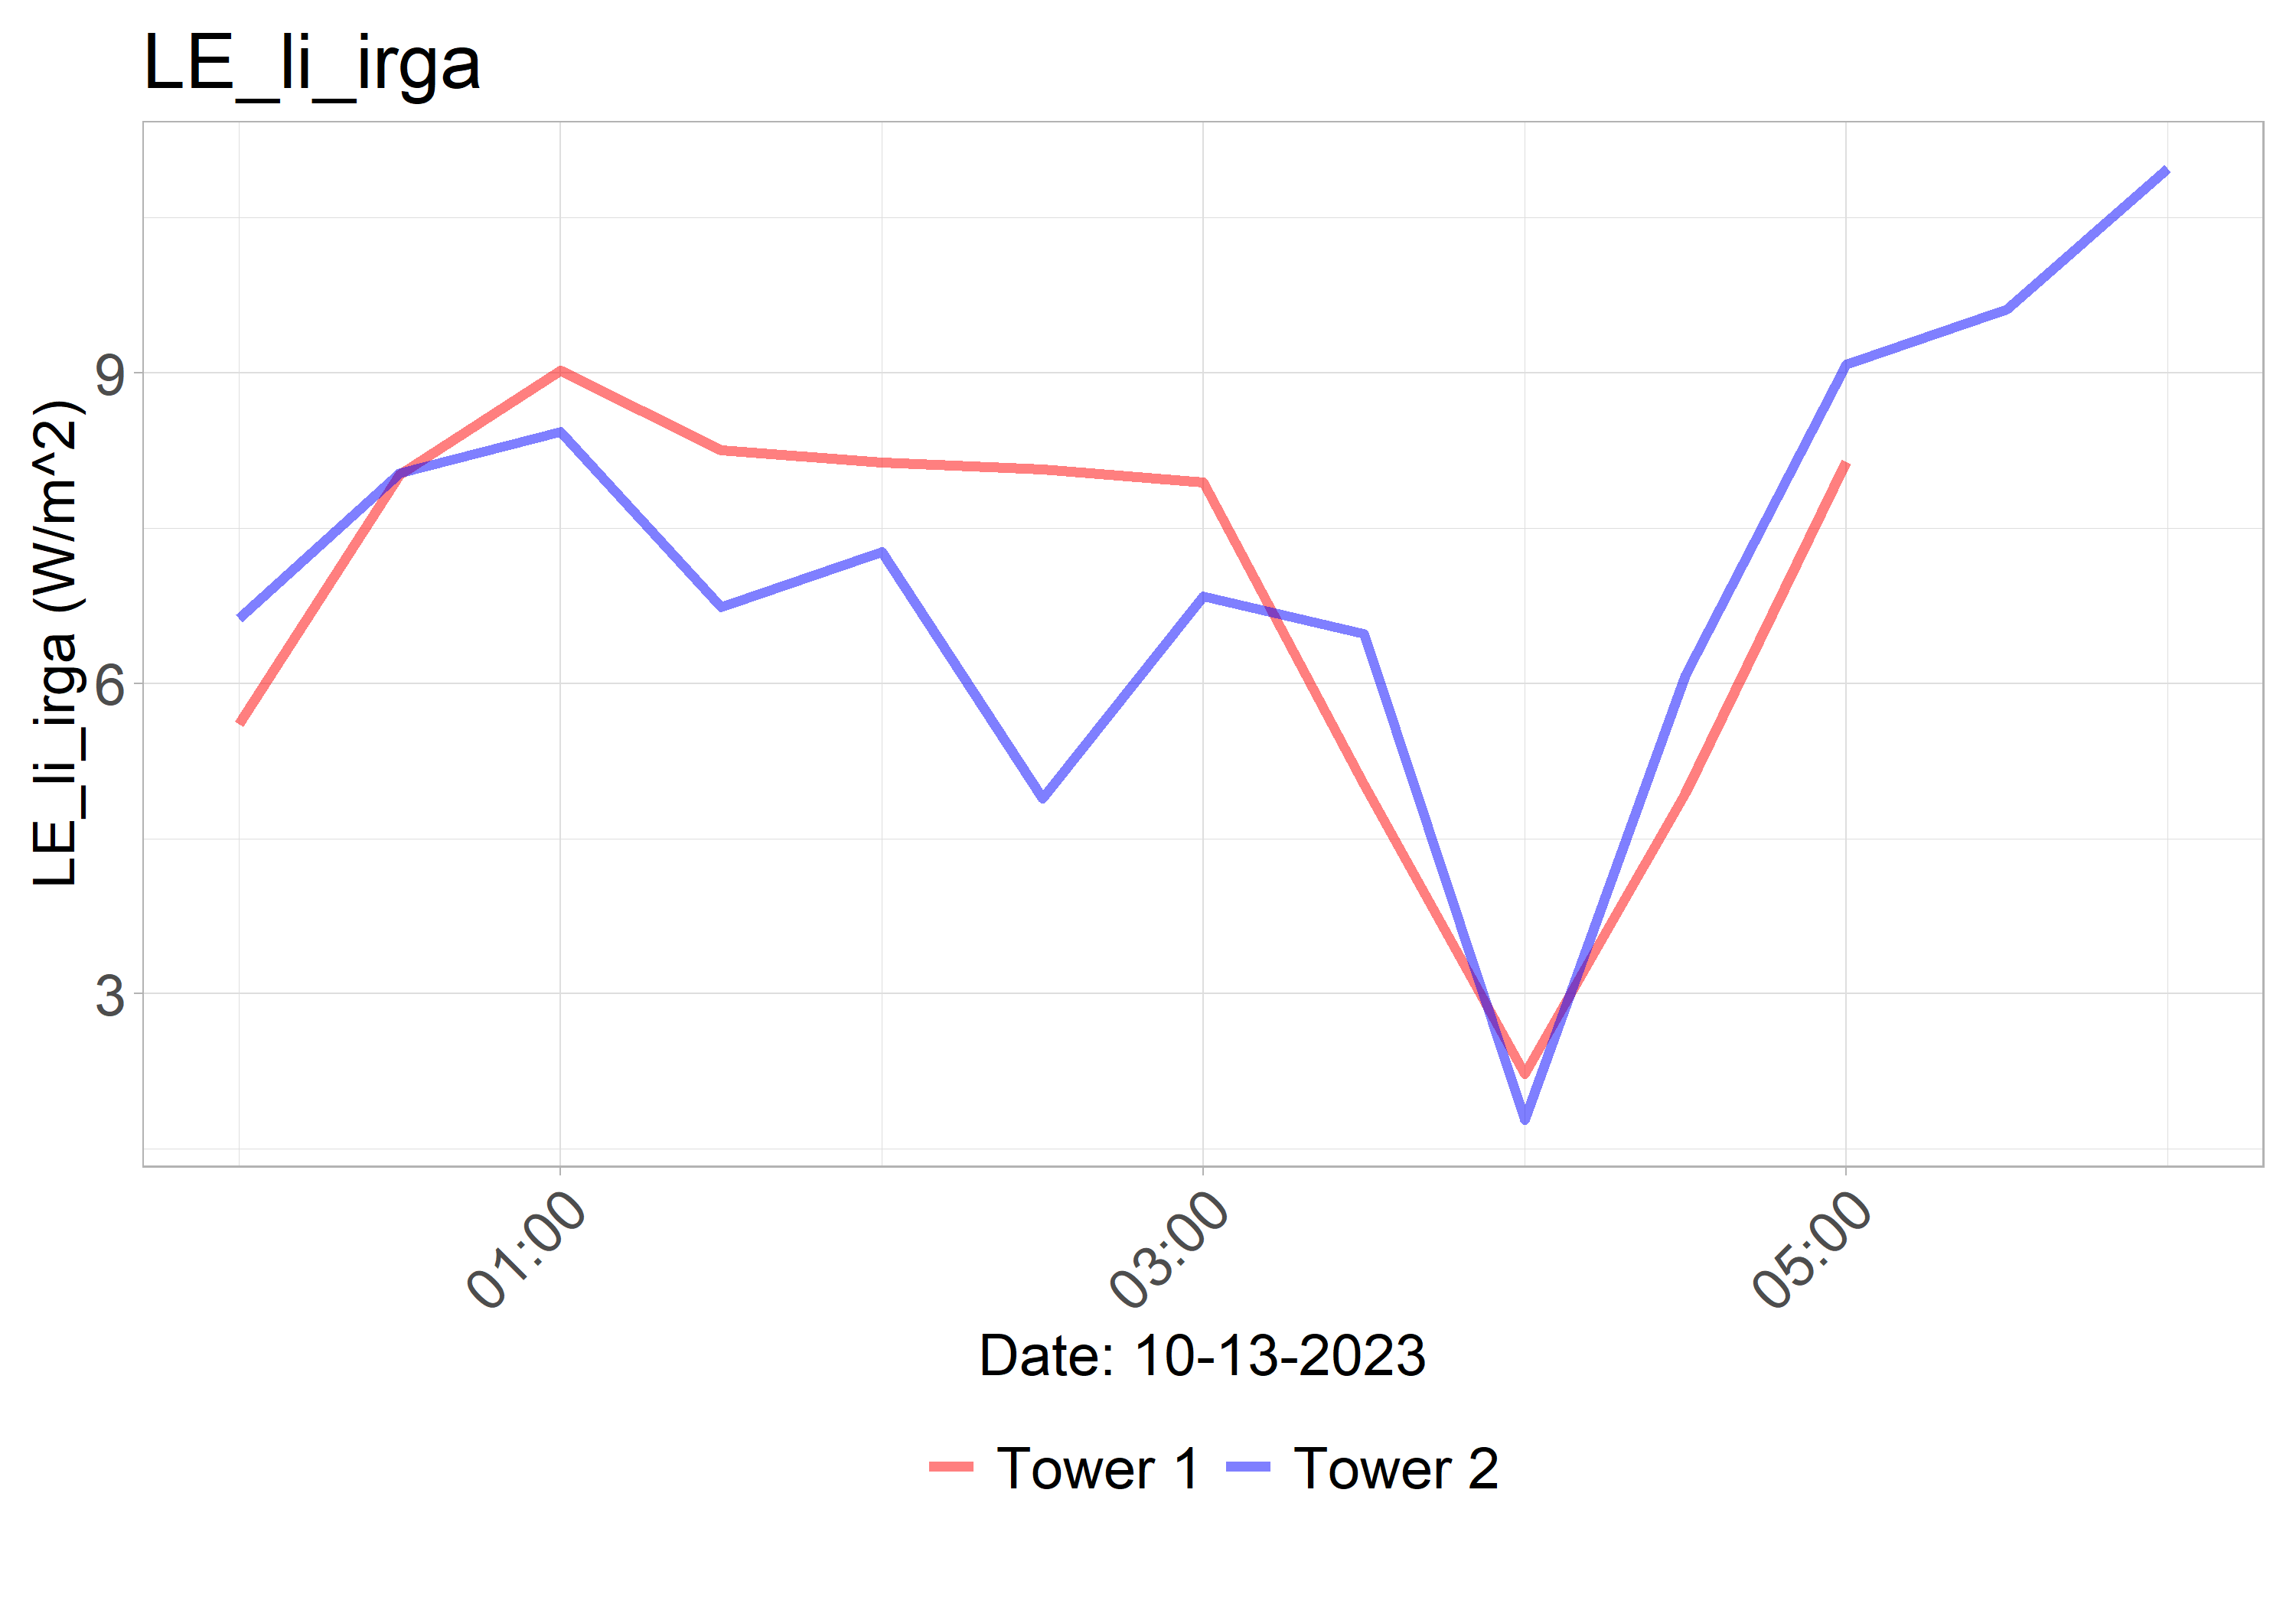 LE_li_irga
LE_li_irga (W/m^2)
9
6
3
01:00
03:00
05:00
Date: 10-13-2023
Tower 1
Tower 2